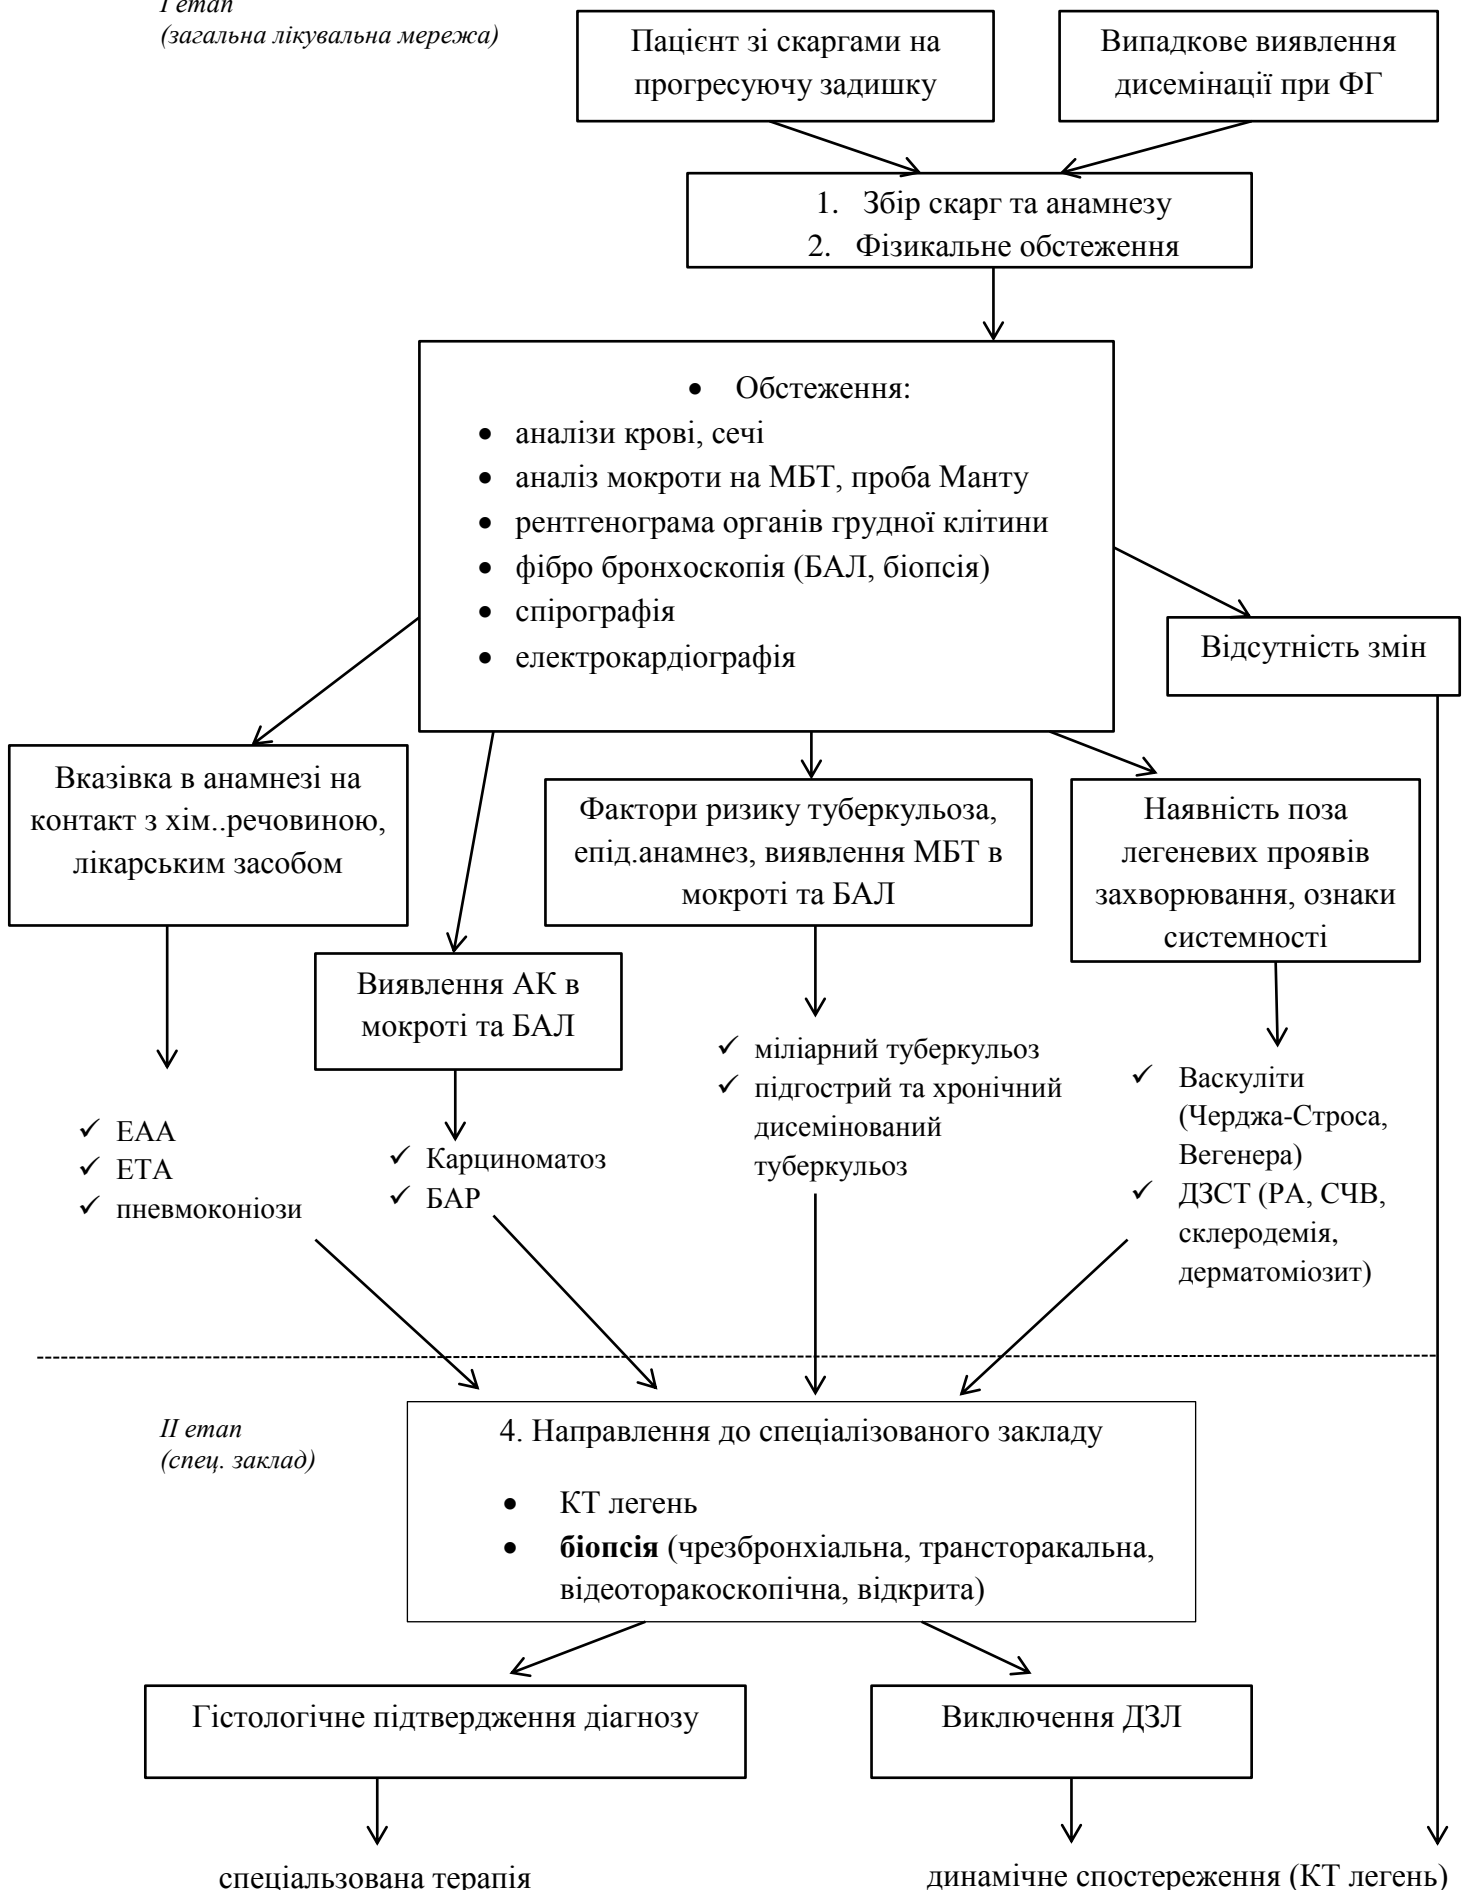 І етап
(загальна лікувальна мережа)
Пацієнт зі скаргами на
прогресуючу задишку
Випадкове виявлення
дисемінації при ФГ
1. Збір скарг та анамнезу
2. Фізикальне обстеження
• Обстеження:
• аналізи крові, сечі
• аналіз мокроти на МБТ, проба Манту
• рентгенограма органів грудної клітини
• фібро бронхоскопія (БАЛ, біопсія)
• спірографія
• електрокардіографія
Відсутність змін
Вказівка в анамнезі на
контакт з хім..речовиною,
лікарським засобом
Виявлення АК в
мокроті та БАЛ
Фактори ризику туберкульоза,
епід.анамнез, виявлення МБТ в
мокроті та БАЛ
Наявність поза
легеневих проявів
захворювання, ознаки
системності
✓ ЕАА
✓ ЕТА
✓ пневмоконіози
✓ Карциноматоз
✓ БАР
✓ міліарний туберкульоз
✓ підгострий та хронічний
дисемінований
туберкульоз
✓ Васкуліти
(Черджа-Строса,
Вегенера)
✓ ДЗСТ (РА, СЧВ,
склеродемія,
дерматоміозит)
ІІ етап
(спец. заклад)
4. Направлення до спеціалізованого закладу
• КТ легень
• біопсія (чрезбронхіальна, трансторакальна,
відеоторакоскопічна, відкрита)
Гістологічне підтвердження діагнозу
Виключення ДЗЛ
спеціальзована терапія
динамічне спостереження (КТ легень)